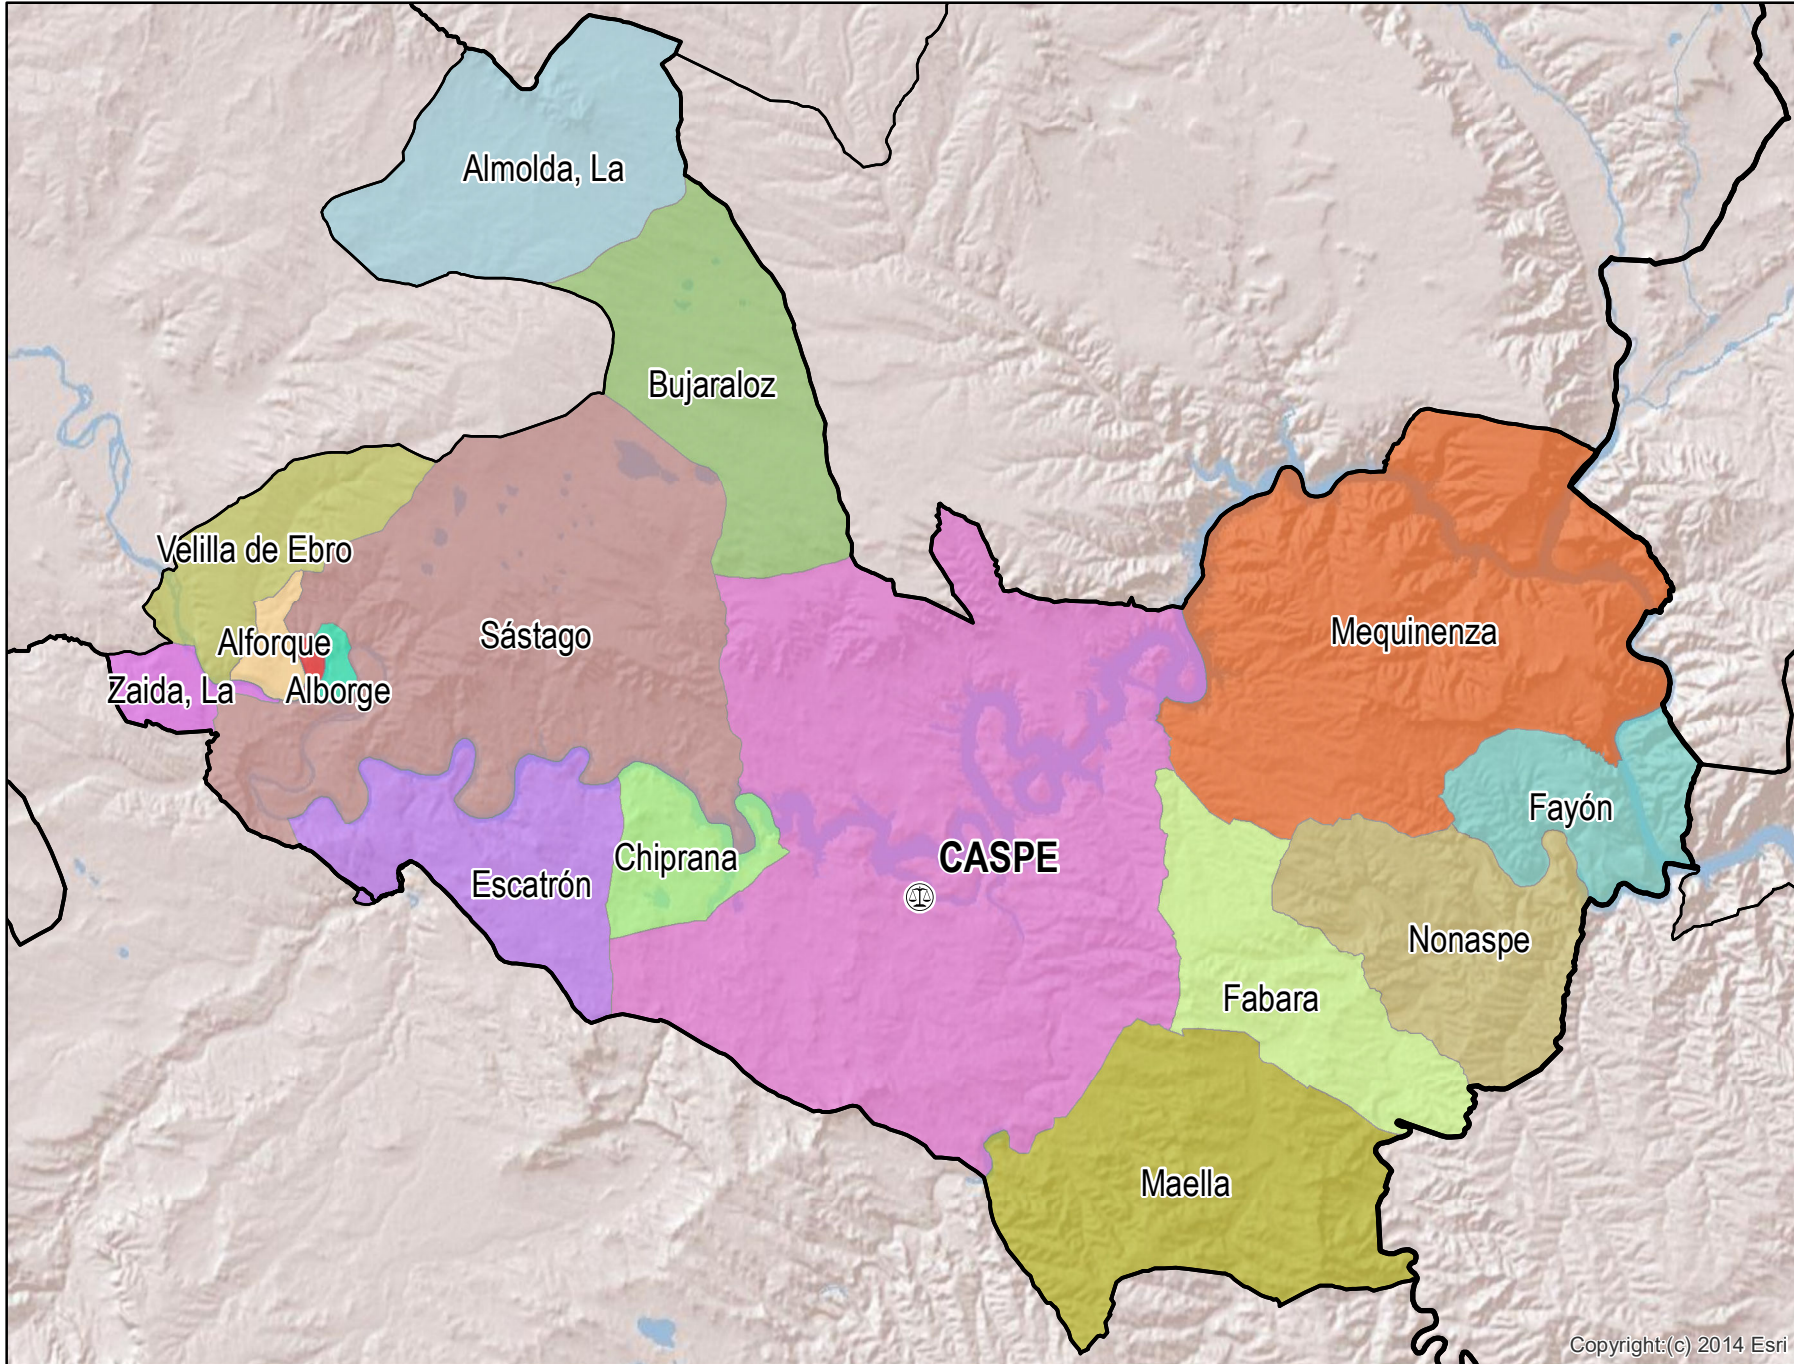 Almolda, La
Bujaraloz
Velilla de Ebro
Alforque
Sástago
Mequinenza
Zaida, La
Alborge
Fayón
Chiprana
CASPE
Escatrón
Nonaspe
Fabara
Maella
Copyright:(c) 2014 Esri